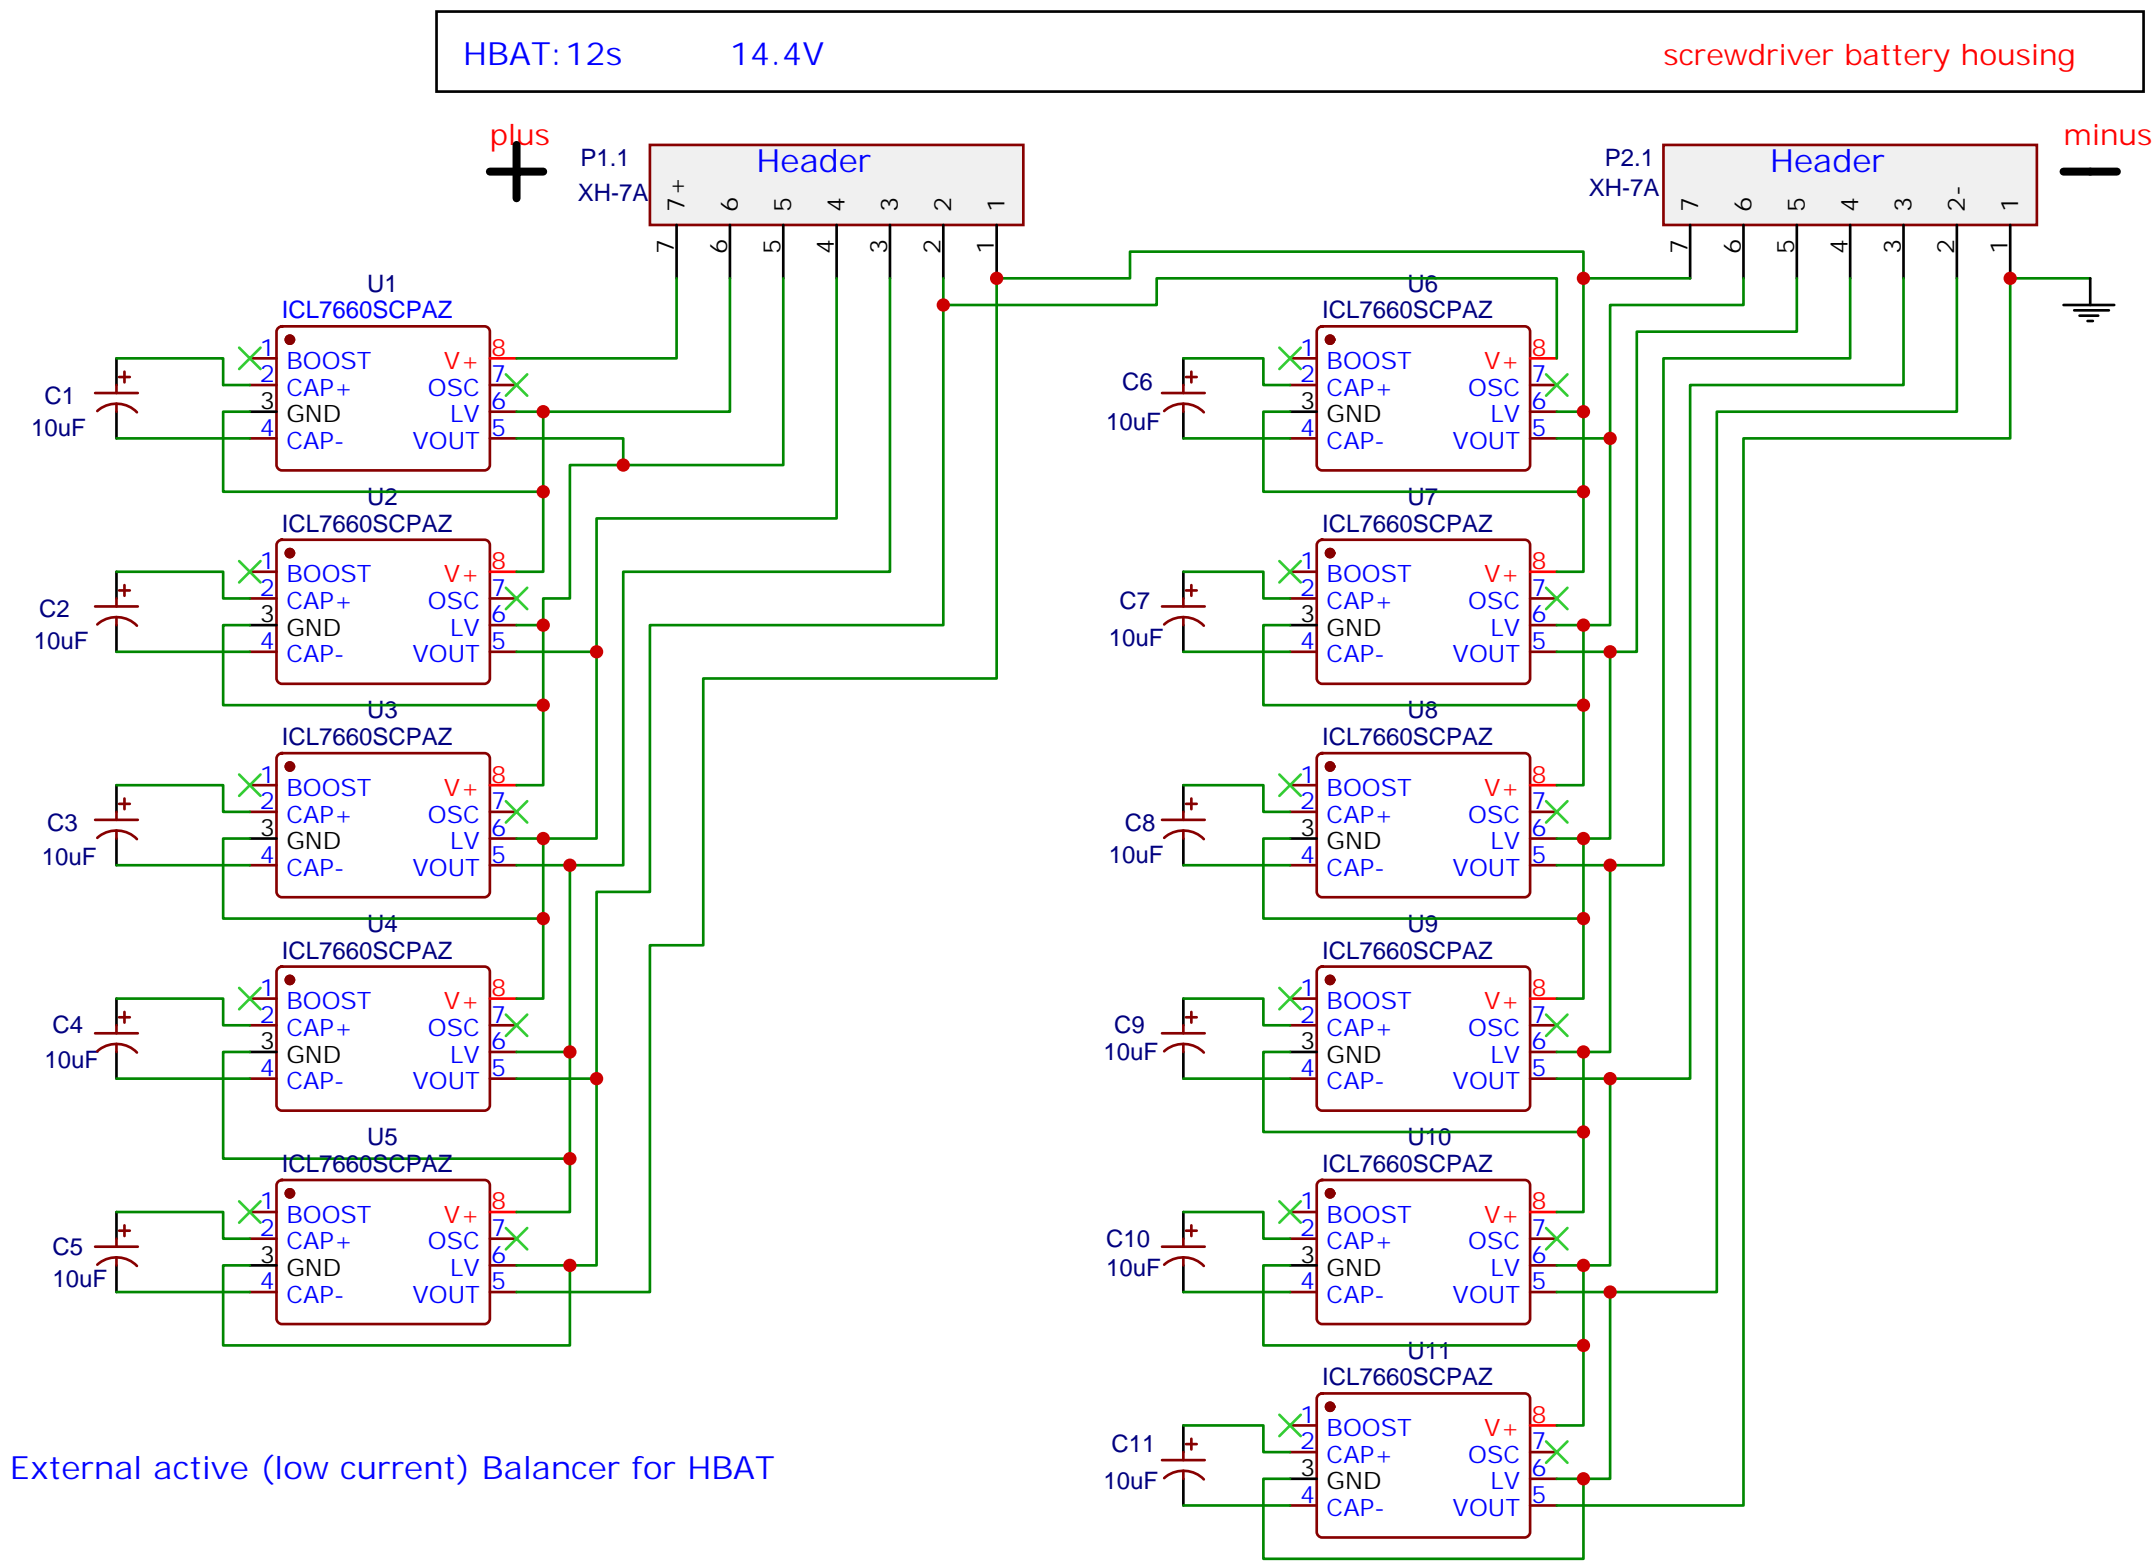 HBAT: 12s 14.4V screwdriver battery housing
plus
minus
P1.1
XH-7A
Header
7+ 6 5 4 3 2 1
7 6 5 4 3 2 1
P2.1
XH-7A
Header
7 6 5 4 3 2- 1
7 6 5 4 3 2 1
U1
ICL7660SCPAZ
C1
10uF
1 BOOST V+ 8
2 CAP+ OSC 7
3 GND LV 6
4 CAP- VOUT 5
U2
ICL7660SCPAZ
C2
10uF
1 BOOST V+ 8
2 CAP+ OSC 7
3 GND LV 6
4 CAP- VOUT 5
U3
ICL7660SCPAZ
C3
10uF
1 BOOST V+ 8
2 CAP+ OSC 7
3 GND LV 6
4 CAP- VOUT 5
U4
ICL7660SCPAZ
C4
10uF
1 BOOST V+ 8
2 CAP+ OSC 7
3 GND LV 6
4 CAP- VOUT 5
U5
ICL7660SCPAZ
C5
10uF
1 BOOST V+ 8
2 CAP+ OSC 7
3 GND LV 6
4 CAP- VOUT 5
U6
ICL7660SCPAZ
C6
10uF
1 BOOST V+ 8
2 CAP+ OSC 7
3 GND LV 6
4 CAP- VOUT 5
U7
ICL7660SCPAZ
C7
10uF
1 BOOST V+ 8
2 CAP+ OSC 7
3 GND LV 6
4 CAP- VOUT 5
U8
ICL7660SCPAZ
C8
10uF
1 BOOST V+ 8
2 CAP+ OSC 7
3 GND LV 6
4 CAP- VOUT 5
U9
ICL7660SCPAZ
C9
10uF
1 BOOST V+ 8
2 CAP+ OSC 7
3 GND LV 6
4 CAP- VOUT 5
U10
ICL7660SCPAZ
C10
10uF
1 BOOST V+ 8
2 CAP+ OSC 7
3 GND LV 6
4 CAP- VOUT 5
U11
ICL7660SCPAZ
C11
10uF
1 BOOST V+ 8
2 CAP+ OSC 7
3 GND LV 6
4 CAP- VOUT 5
External active (low current) Balancer for HBAT